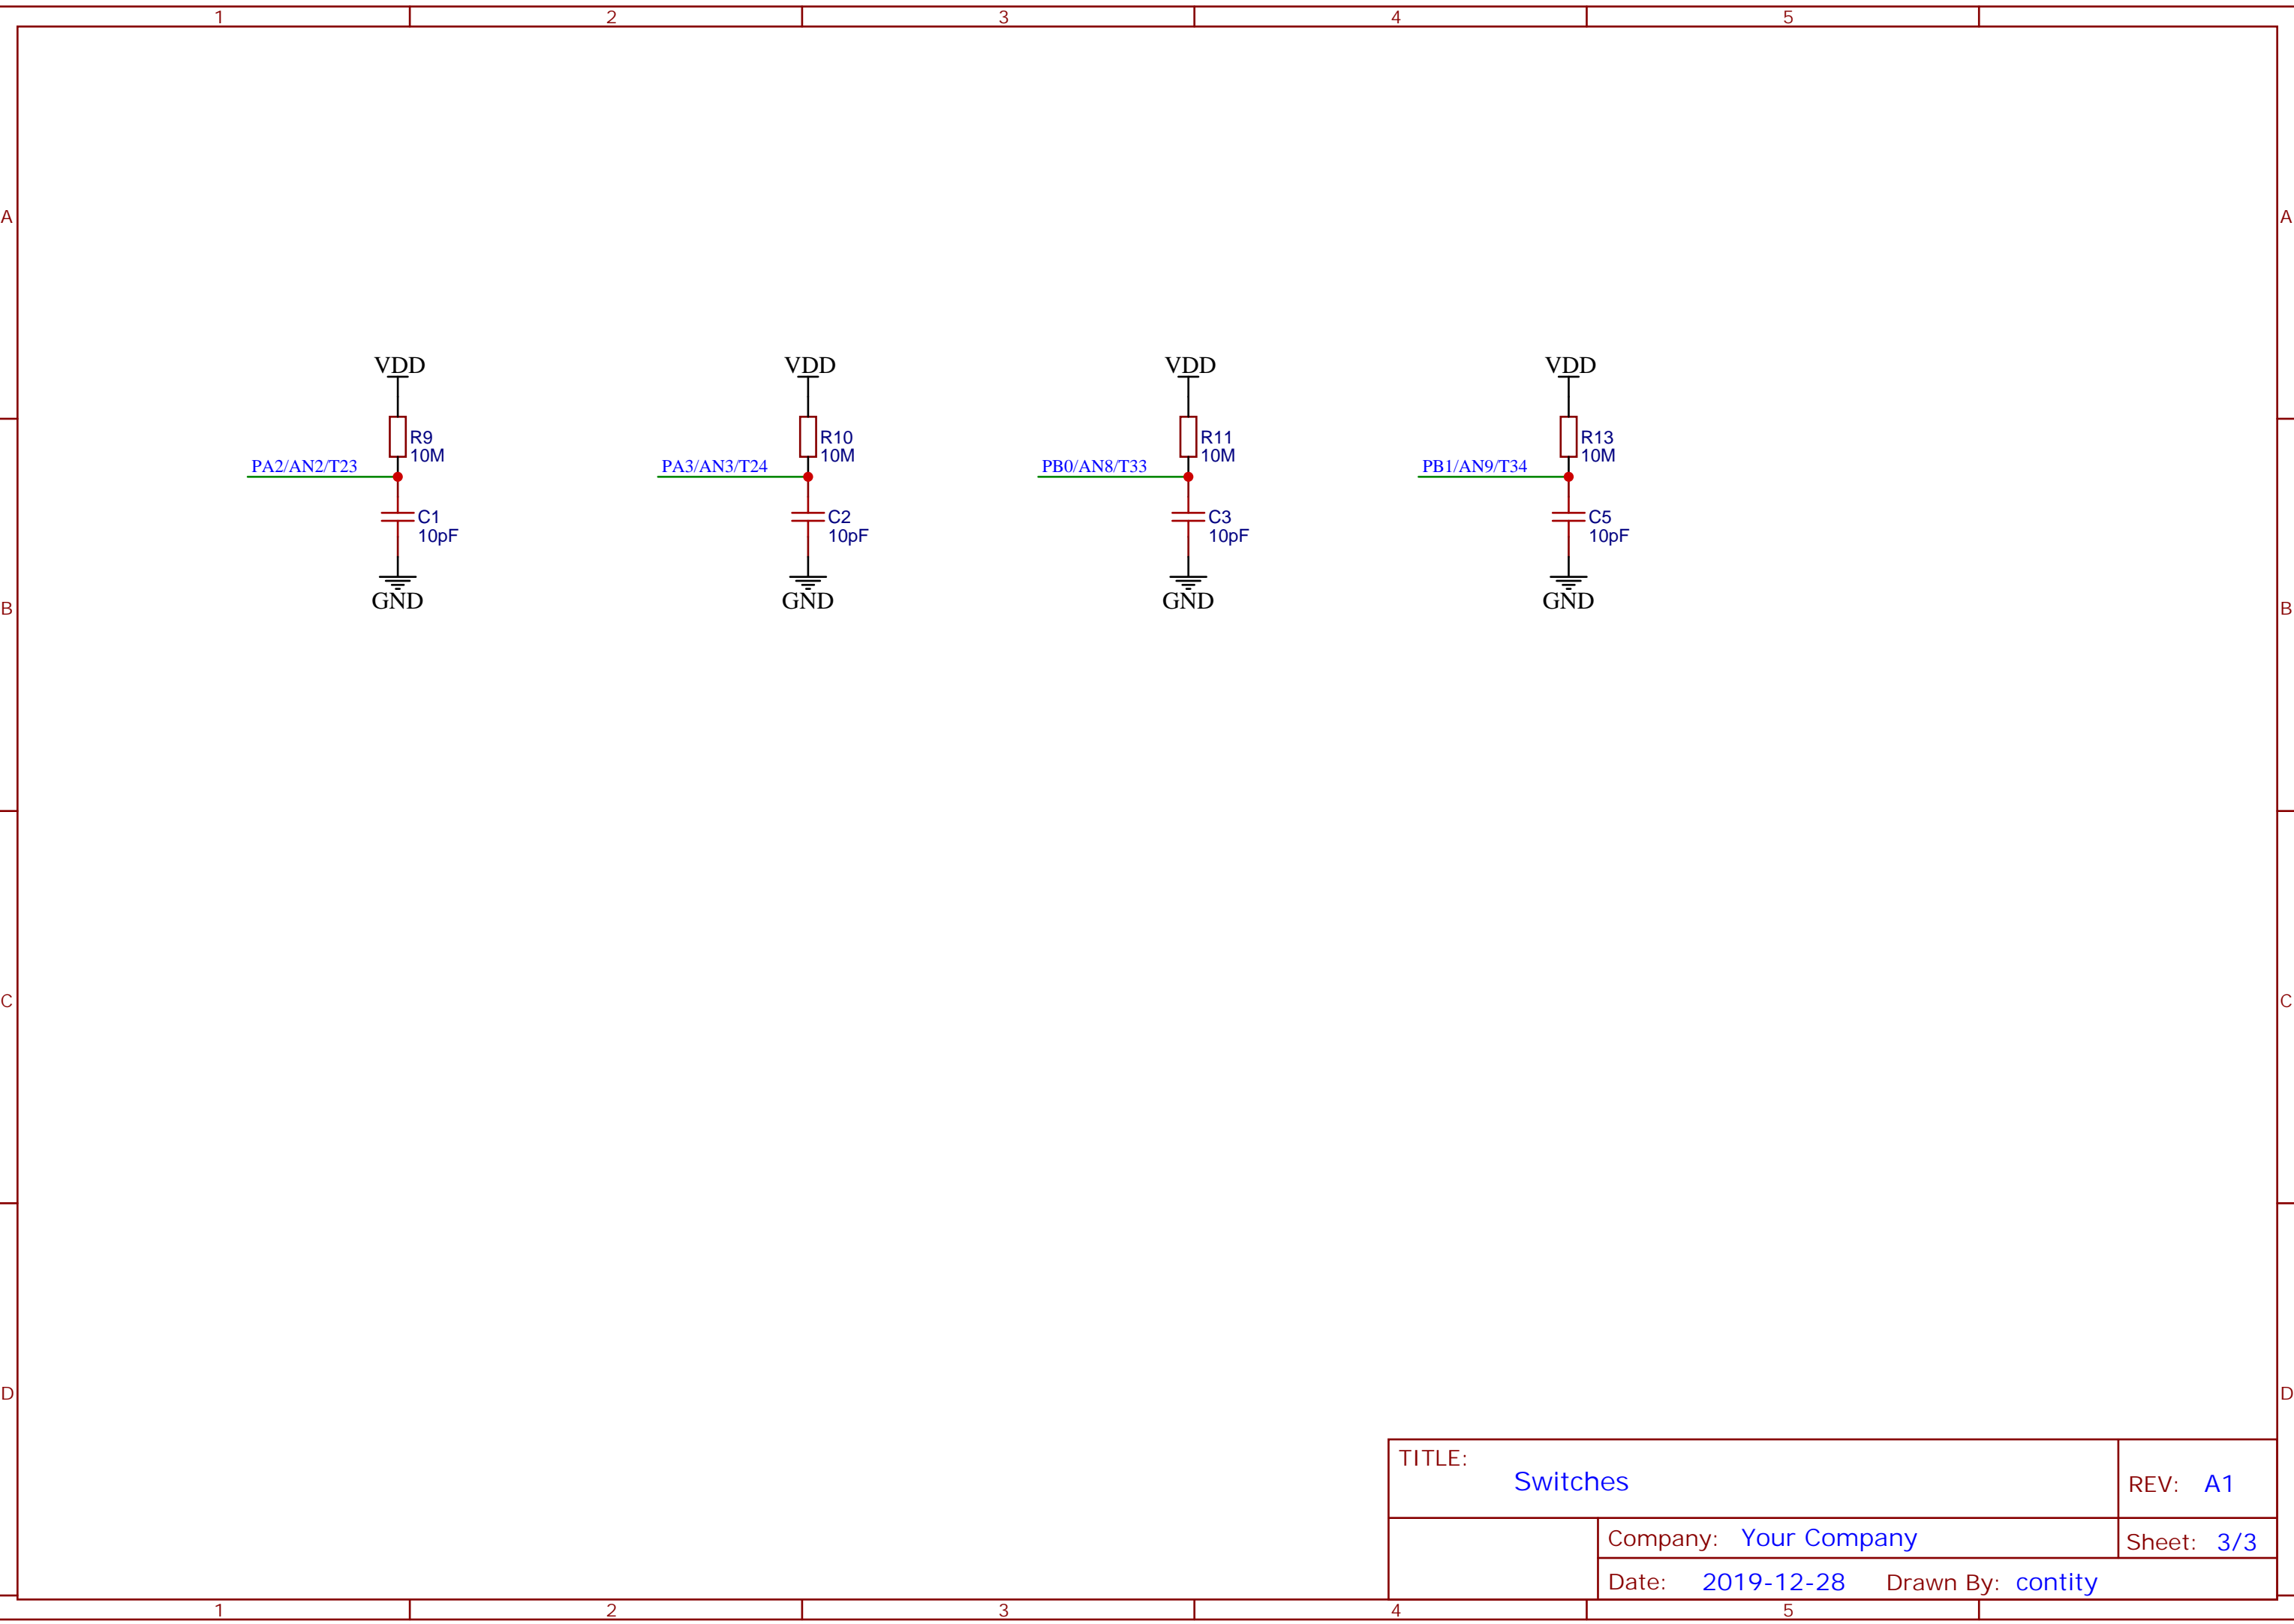 1 2 3 4 5
A A
VDD VDD VDD VDD
R9 R10 R11 R13
10M 10M 10M 10M
PA2/AN2/T23 PA3/AN3/T24 PB0/AN8/T33 PB1/AN9/T34
C1 C2 C3 C5
10pF 10pF 10pF 10pF
GND GND GND GND
B B
C C
D D
TITLE:
Switches
REV: A1
Company: Your Company
Sheet: 3/3
Date: 2019-12-28 Drawn By: contity
1 2 3 4 5